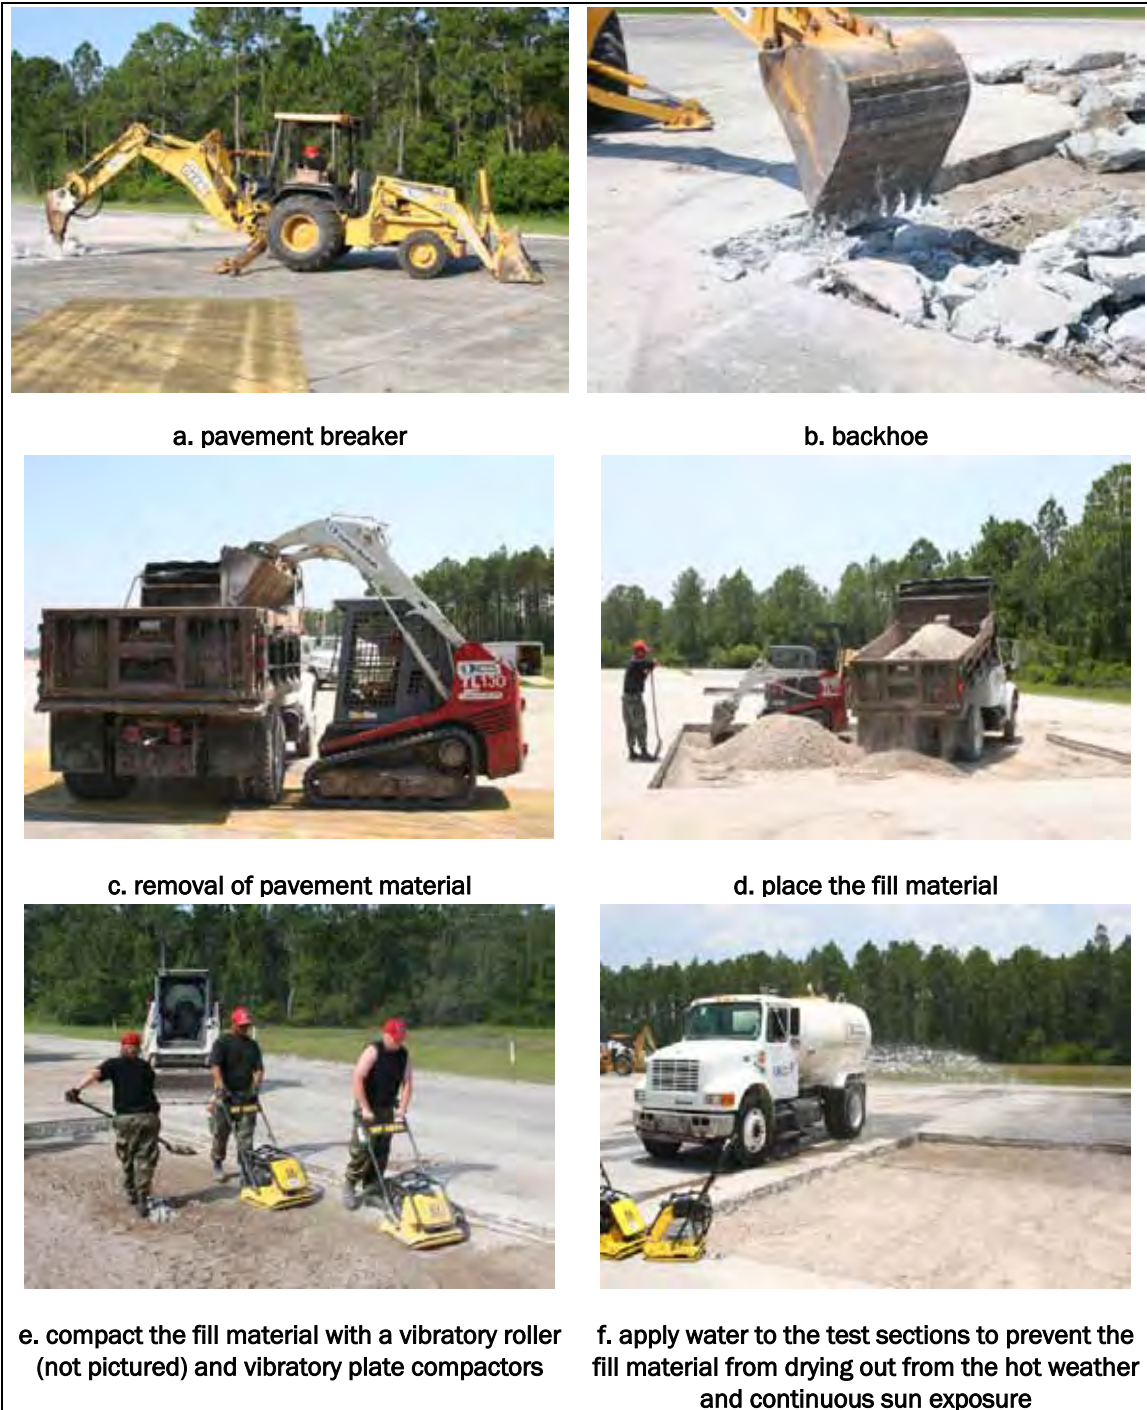 a. pavement breaker
b. backhoe
TL130
c. removal of pavement material
d. place the fill material
e. compact the fill material with a vibratory roller
(not pictured) and vibratory plate compactors
f. apply water to the test sections to prevent the
fill material from drying out from the hot weather
and continuous sun exposure